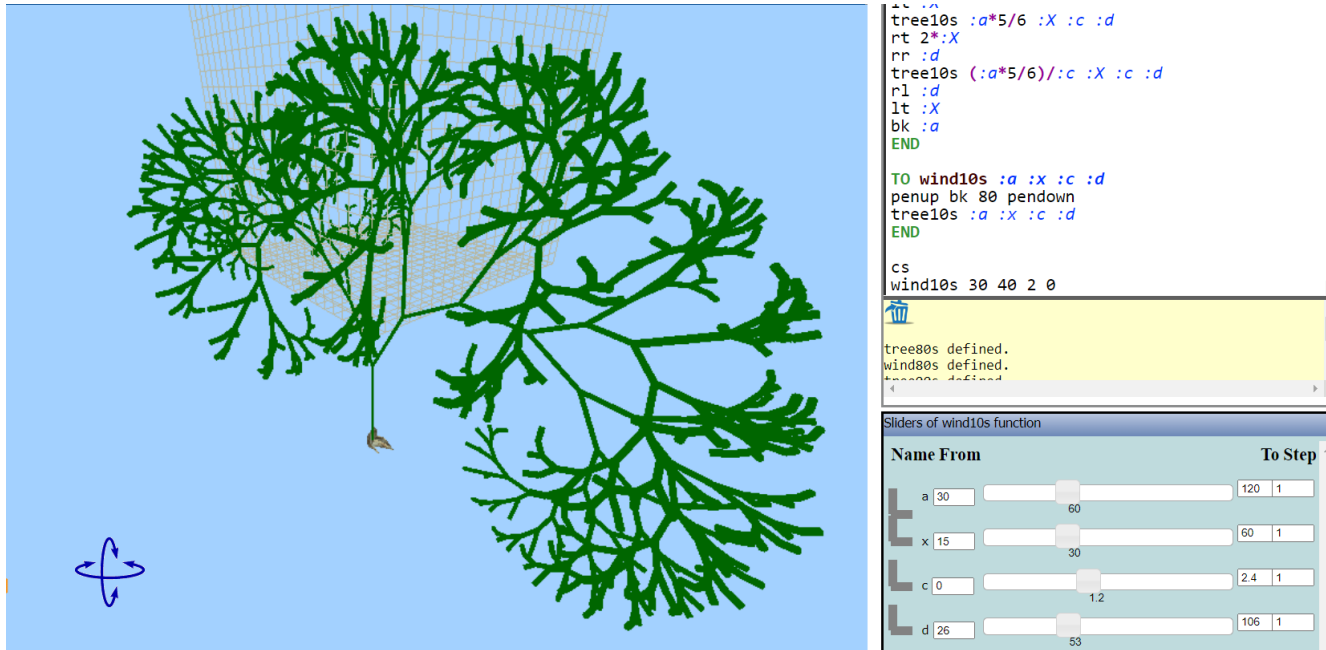 tree10s :a*5/6 :X :c :d
rt 2*:X
rr :d
tree10s (:a*5/6)/:c :X :c :d
rl :d
lt :X
bk :a
END
TO wind10s :a :x :c :d
penup bk 80 pendown
tree10s :a :x :c :d
END
cs
wind10s 30 40 2 0
tree80s defined.
wind80s defined.
Sliders of wind10s function
Name From To Step
a 30 60 120 1
x 15 30 60 1
c 0 1.2 2.4 1
d 26 53 106 1